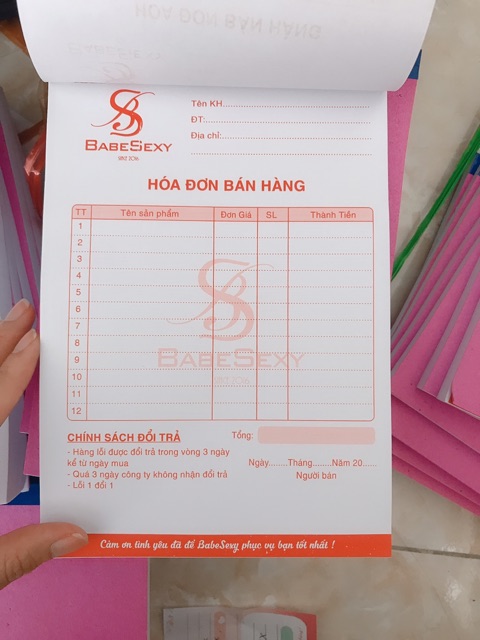 HÓA ĐƠN BÁN HÀNG
BABESEXY
Tên KH
ĐT:
Địa chỉ:
HÓA ĐƠN BÁN HÀNG
TT Tên sản phẩm Đơn Giá SL Thành Tiền
1
2
3
4
5
6
7
8
9
10
11
12
BABESEXY
CHÍNH SÁCH ĐỔI TRẢ
Tổng:
- Hàng lỗi được đổi trả trong vòng 3 ngày
kể từ ngày mua
- Quá 3 ngày công ty không nhận đổi trả
- Lỗi 1 đổi 1
Ngày........Tháng........Năm 20......
Người bán
Cảm ơn tình yêu đã để BabeSexy phục vụ bạn tốt nhất !